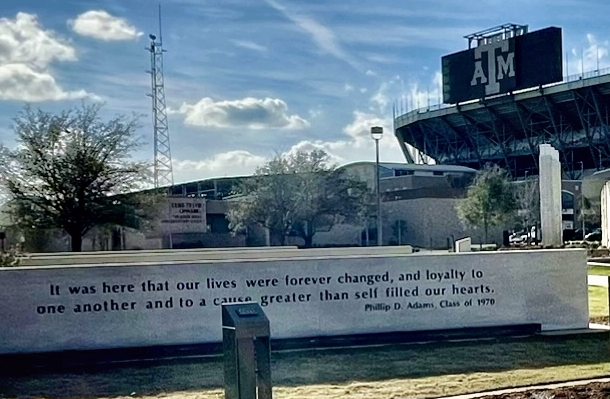 ATM
It was here that our lives were forever changed, and loyalty to
one another and to a cause greater than self filled our hearts.
Phillip D. Adams, Class of 1970